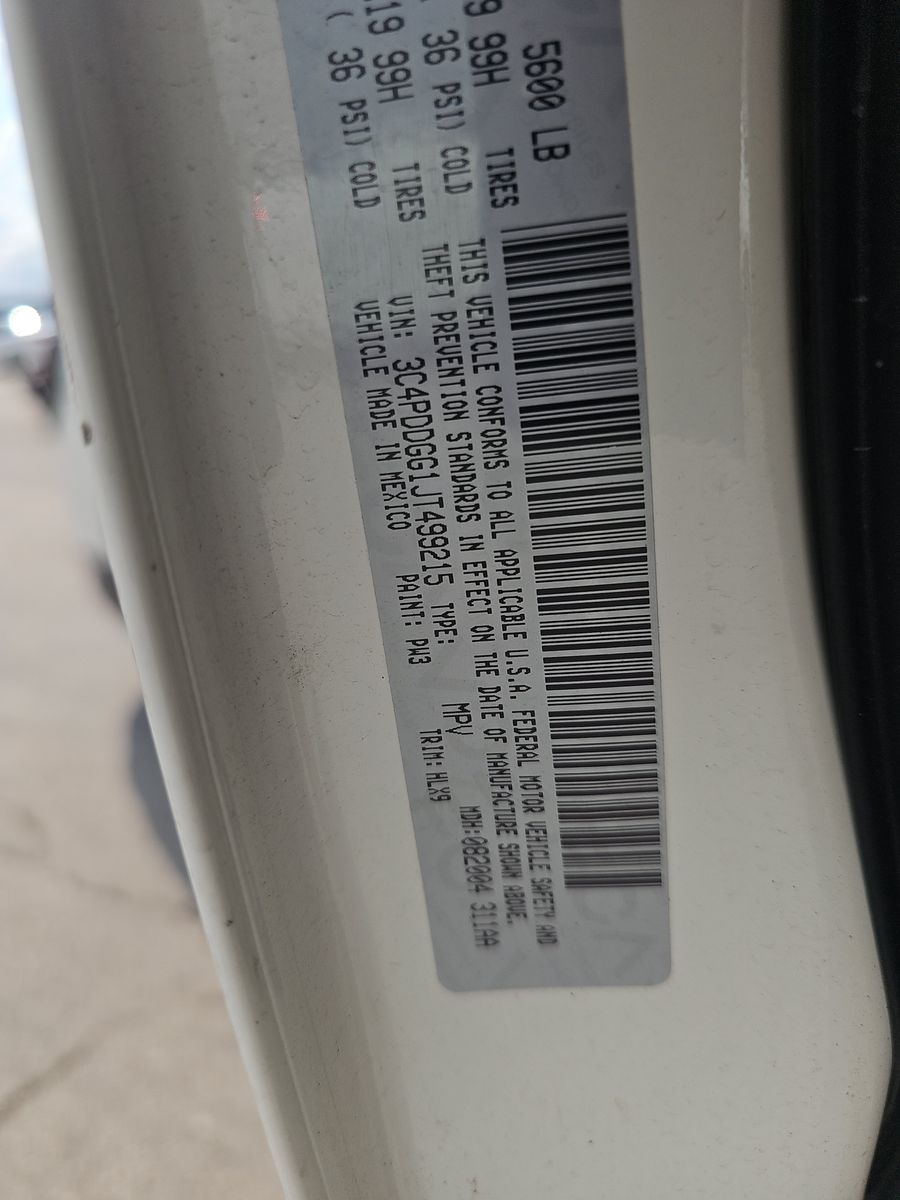 5600 LB
9 99H TIRES
36 PSI) COLD
19 99H TIRES
( 36 PSI) COLD
THIS VEHICLE CONFORMS TO ALL APPLICABLE U.S.A. FEDERAL MOTOR VEHICLE SAFETY AND
THEFT PREVENTION STANDARDS IN EFFECT ON THE DATE OF MANUFACTURE SHOWN ABOVE.
VIN: 3C4PDDGG1JT499215 TYPE: MPV MDH:082004 311AA
VEHICLE MADE IN MEXICO PAINT: PW3 TRIM: HLX9